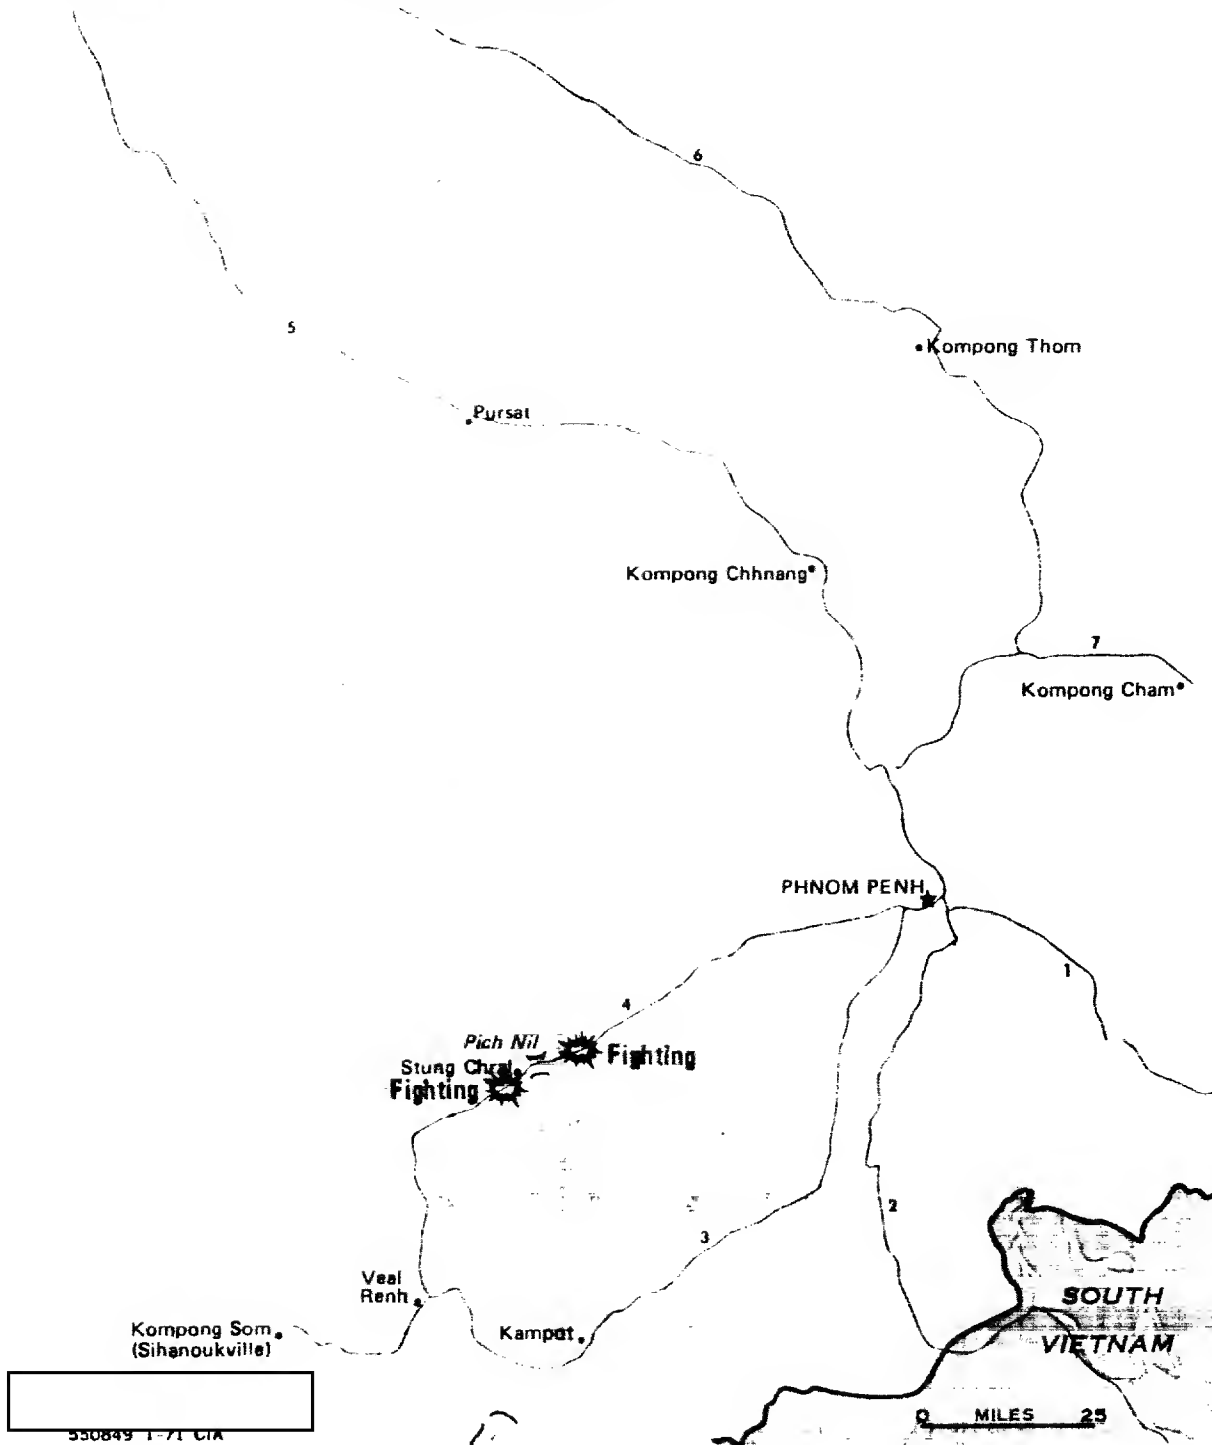 6
5
Kompong Thom
Pursat
Kompong Chhnang
7
Kompong Cham
PHNOM PENH
1
4
Pich Nil
Fighting
Stung Chral
Fighting
2
3
Veal
Renh
SOUTH
VIETNAM
Kompong Som
(Sihanoukville)
Kampot
0 MILES 25
550849 1-71 CIA